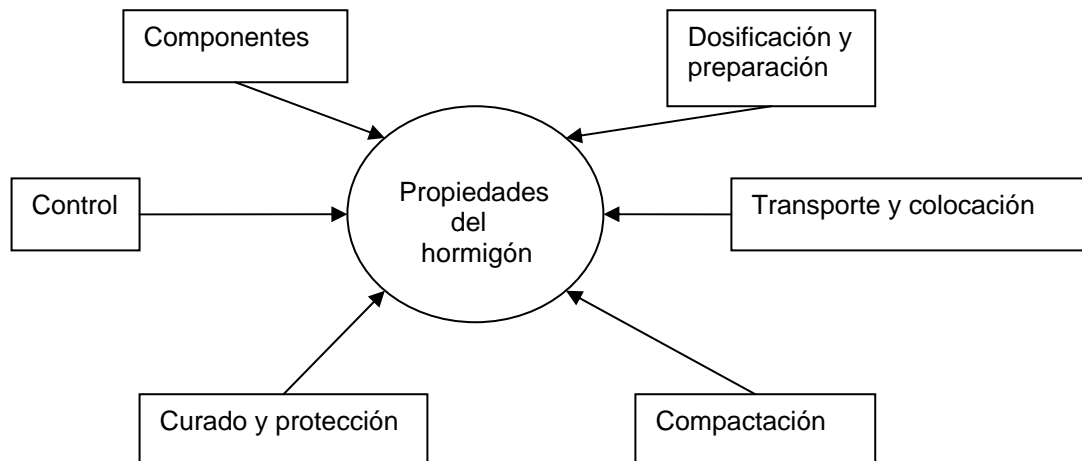 Componentes
Dosificación y
preparación
Control
Propiedades
del
hormigón
Transporte y colocación
Curado y protección
Compactación